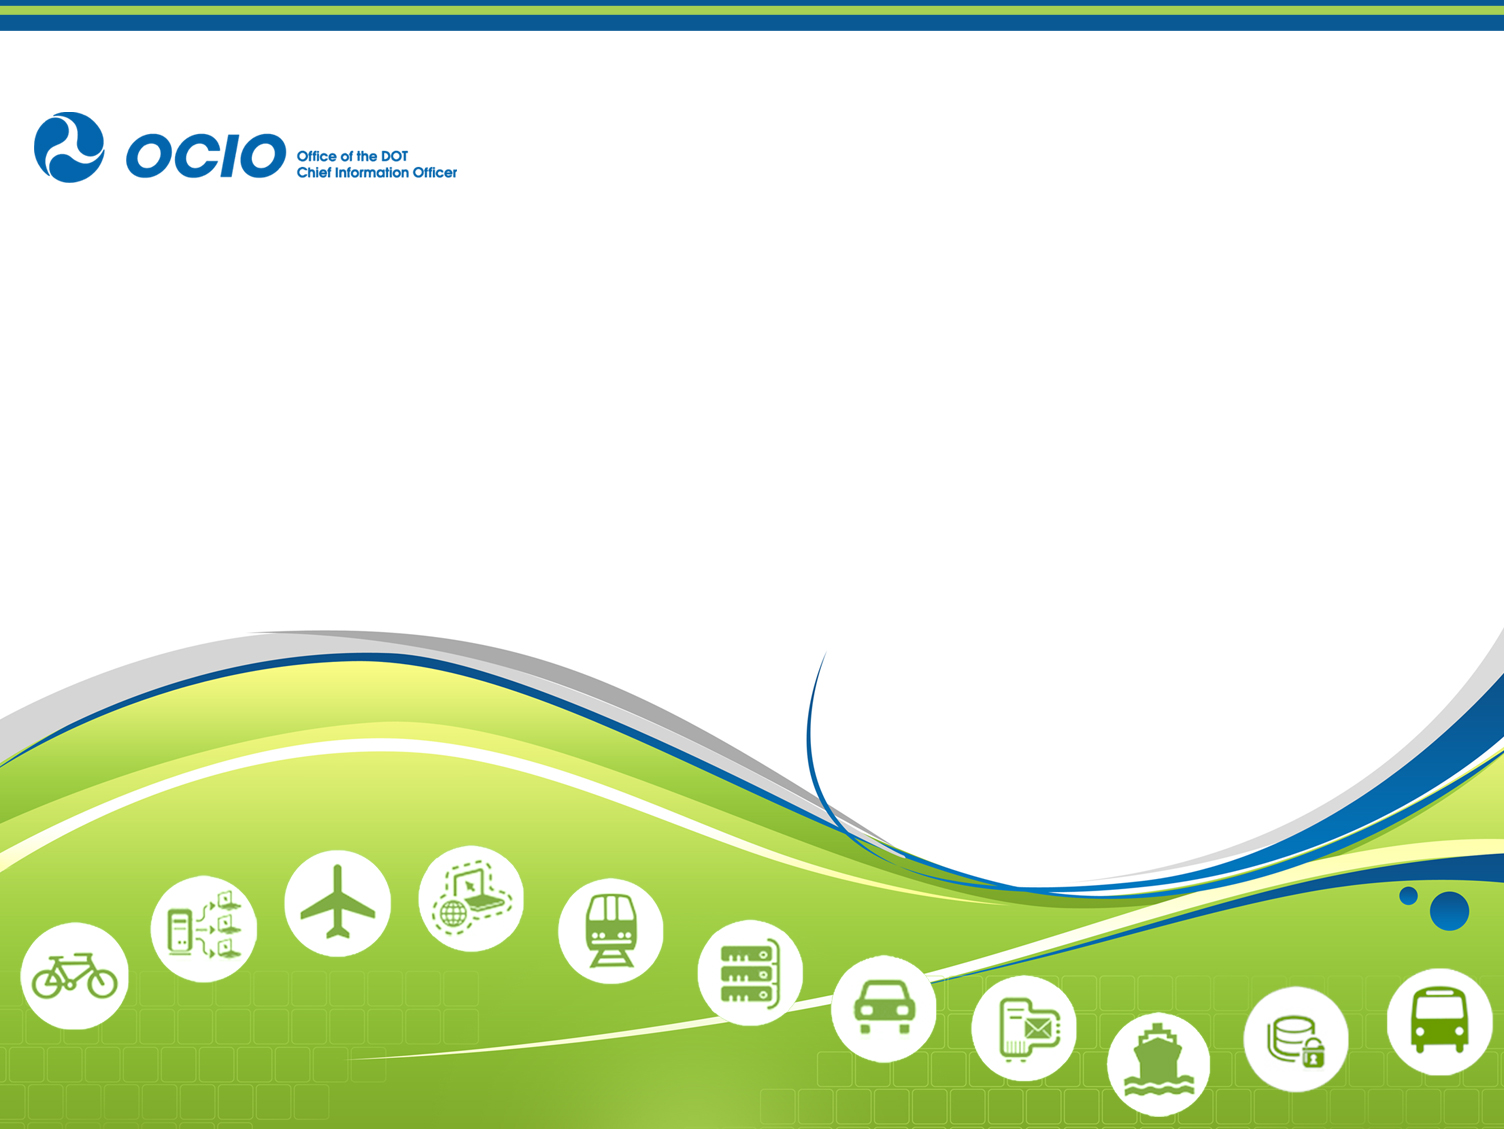 OCIO
Office of the DOT
Chief Information Officer